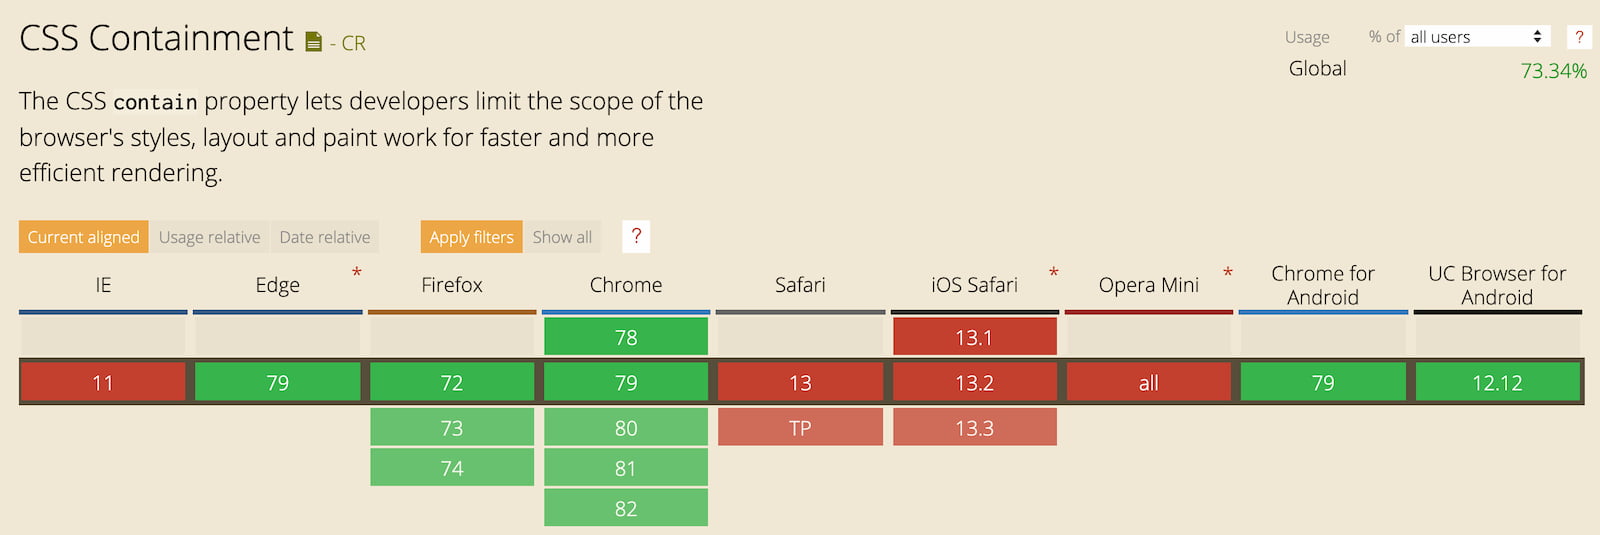 CSS Containment - CR
Usage % of all users ?
Global 73.34%
The CSS contain property lets developers limit the scope of the
browser's styles, layout and paint work for faster and more
efficient rendering.
Current aligned Usage relative Date relative Apply filters Show all ?
IE Edge * Firefox Chrome Safari iOS Safari * Opera Mini * Chrome for Android UC Browser for Android
78 13.1
11 79 72 79 13 13.2 all 79 12.12
73 80 TP 13.3
74 81
82